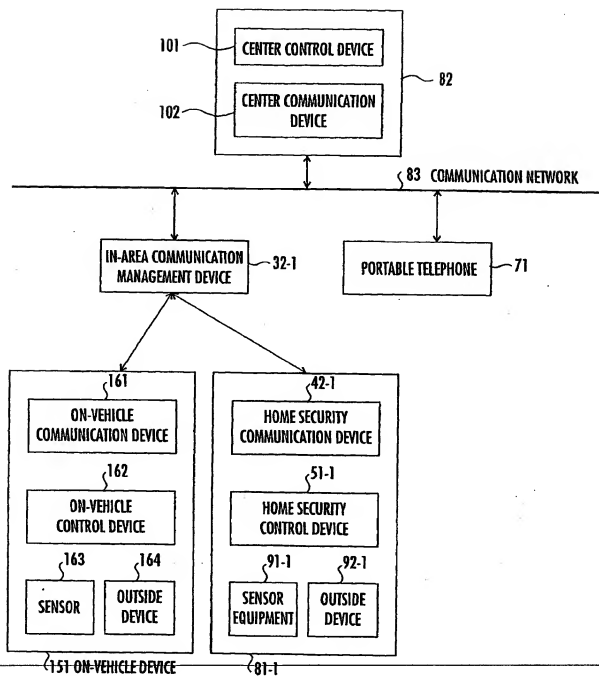 101
CENTER CONTROL DEVICE
102
CENTER COMMUNICATION
DEVICE
82
83 COMMUNICATION NETWORK
IN-AREA COMMUNICATION
MANAGEMENT DEVICE
32-1
PORTABLE TELEPHONE
71
161
ON-VEHICLE
COMMUNICATION DEVICE
162
ON-VEHICLE
CONTROL DEVICE
163
SENSOR
164
OUTSIDE
DEVICE
151 ON-VEHICLE DEVICE
42-1
HOME SECURITY
COMMUNICATION DEVICE
51-1
HOME SECURITY
CONTROL DEVICE
91-1
SENSOR
EQUIPMENT
92-1
OUTSIDE
DEVICE
81-1